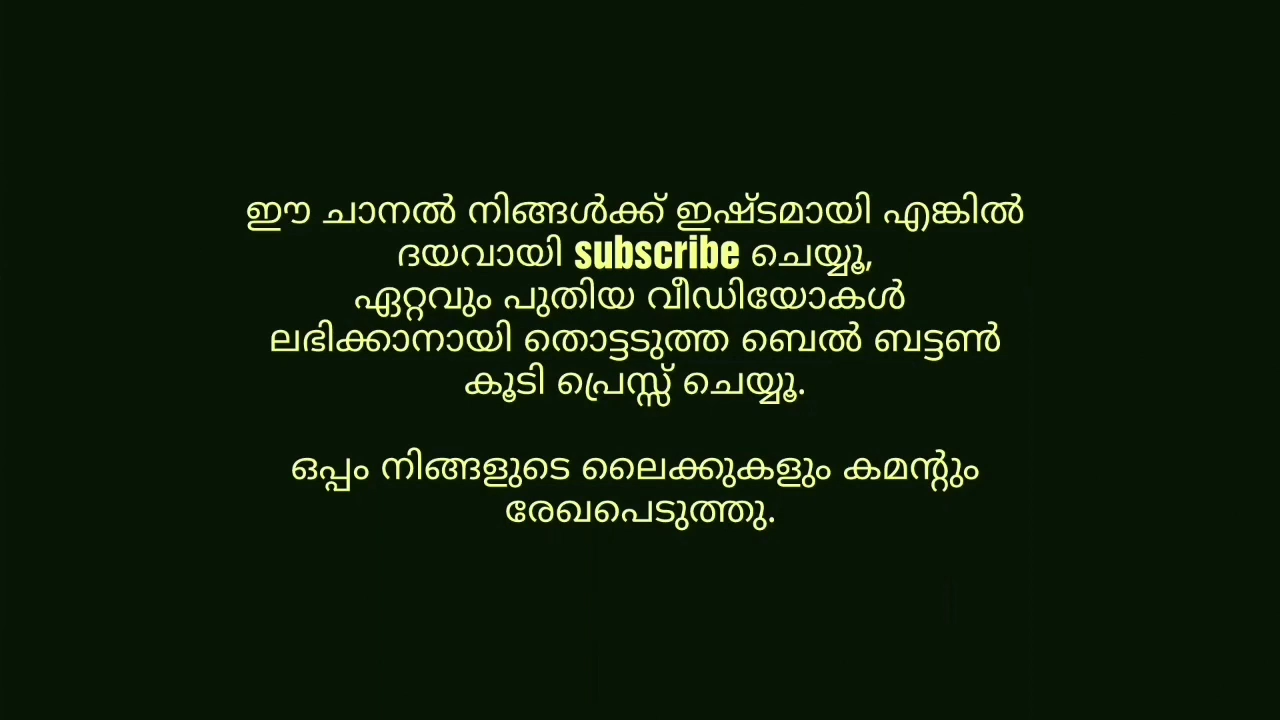 ഈ ചാനൽ നിങ്ങൾക്ക് ഇഷ്ടമായി എങ്കിൽ
ദയവായി subscribe ചെയ്യൂ,
ഏറ്റവും പുതിയ വീഡിയോകൾ
ലഭിക്കാനായി തൊട്ടടുത്ത ബെൽ ബട്ടൺ
കൂടി പ്രെസ്സ് ചെയ്യൂ.
ഒപ്പം നിങ്ങളുടെ ലൈക്കുകളും കമന്റും
രേഖപെടുത്തു.